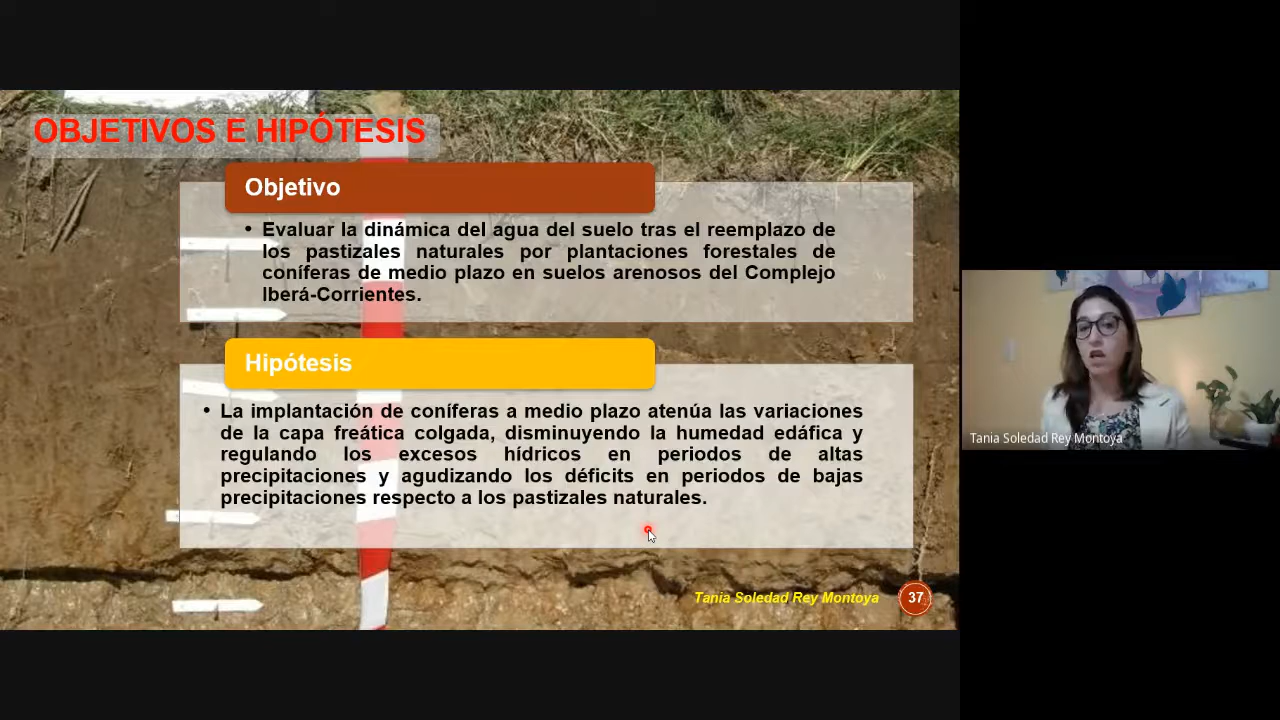 OBJETIVOS E HIPÓTESIS
Objetivo
• Evaluar la dinámica del agua del suelo tras el reemplazo de
los pastizales naturales por plantaciones forestales de
coníferas de medio plazo en suelos arenosos del Complejo
Iberá-Corrientes.
Hipótesis
• La implantación de coníferas a medio plazo atenúa las variaciones
de la capa freática colgada, disminuyendo la humedad edáfica y
regulando los excesos hídricos en periodos de altas
precipitaciones y agudizando los déficits en periodos de bajas
precipitaciones respecto a los pastizales naturales.
Tania Soledad Rey Montoya
37
Tania Soledad Rey Montoya